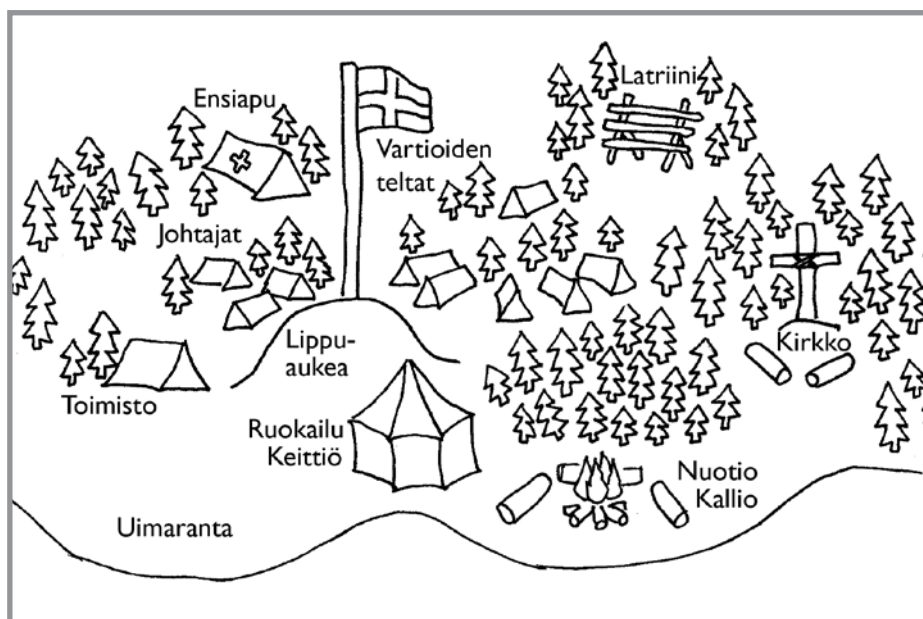 Latriini
Ensiapu
Vartioiden
teltat
Johtajat
Lippu-
aukea
Kirkko
Toimisto
Ruokailu
Keittiö
Nuotio
Kallio
Uimaranta